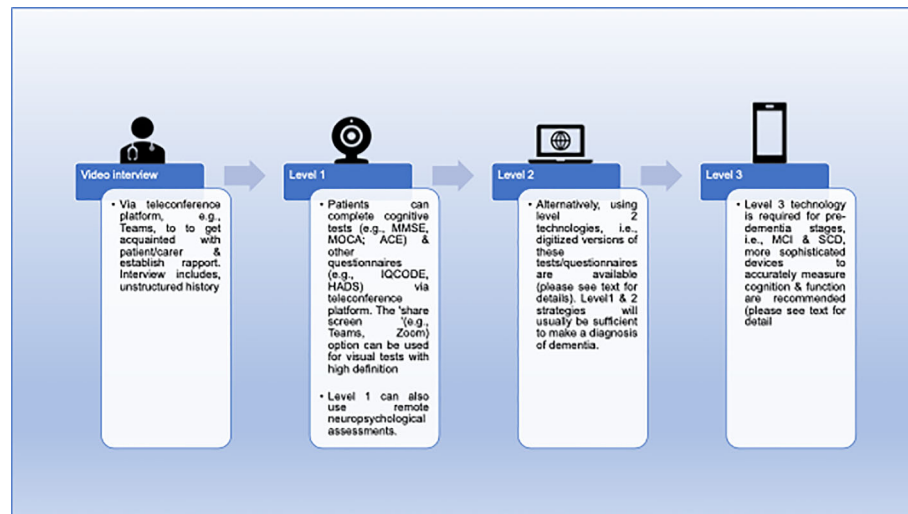 Video interview
• Via teleconference
platform, e.g.,
Teams, to to get
acquainted with
patient/carer &
establish rapport.
Interview includes,
unstructured history
Level 1
• Patients can
complete cognitive
tests (e.g., MMSE,
MOCA; ACE) &
other
questionnaires
(e.g., IQCODE,
HADS) via
teleconference
platform. The 'share
screen '(e.g.,
Teams, Zoom)
option can be used
for visual tests with
high definition
• Level 1 can also
use remote
neuropsychological
assessments.
Level 2
• Alternatively, using
level 2
technologies, i.e.,
digitized versions of
these
tests/questionnaires
are available
(please see text for
details). Level1 & 2
strategies will
usually be sufficient
to make a diagnosis
of dementia.
Level 3
• Level 3 technology
is required for pre-
dementia stages,
i.e., MCI & SCD,
more sophisticated
devices to
accurately measure
cognition & function
are recommended
(please see text for
detail